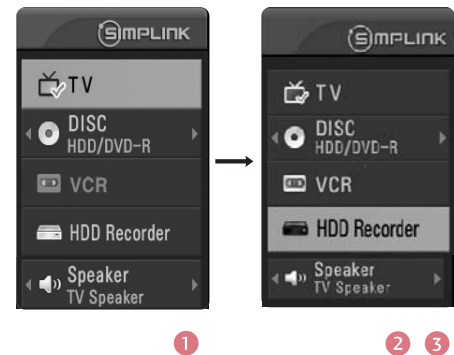 SIMPLINK
TV
DISC
HDD/DVD-R
VCR
HDD Recorder
Speaker
TV Speaker
1
SIMPLINK
TV
DISC
HDD/DVD-R
VCR
HDD Recorder
Speaker
TV Speaker
2 3